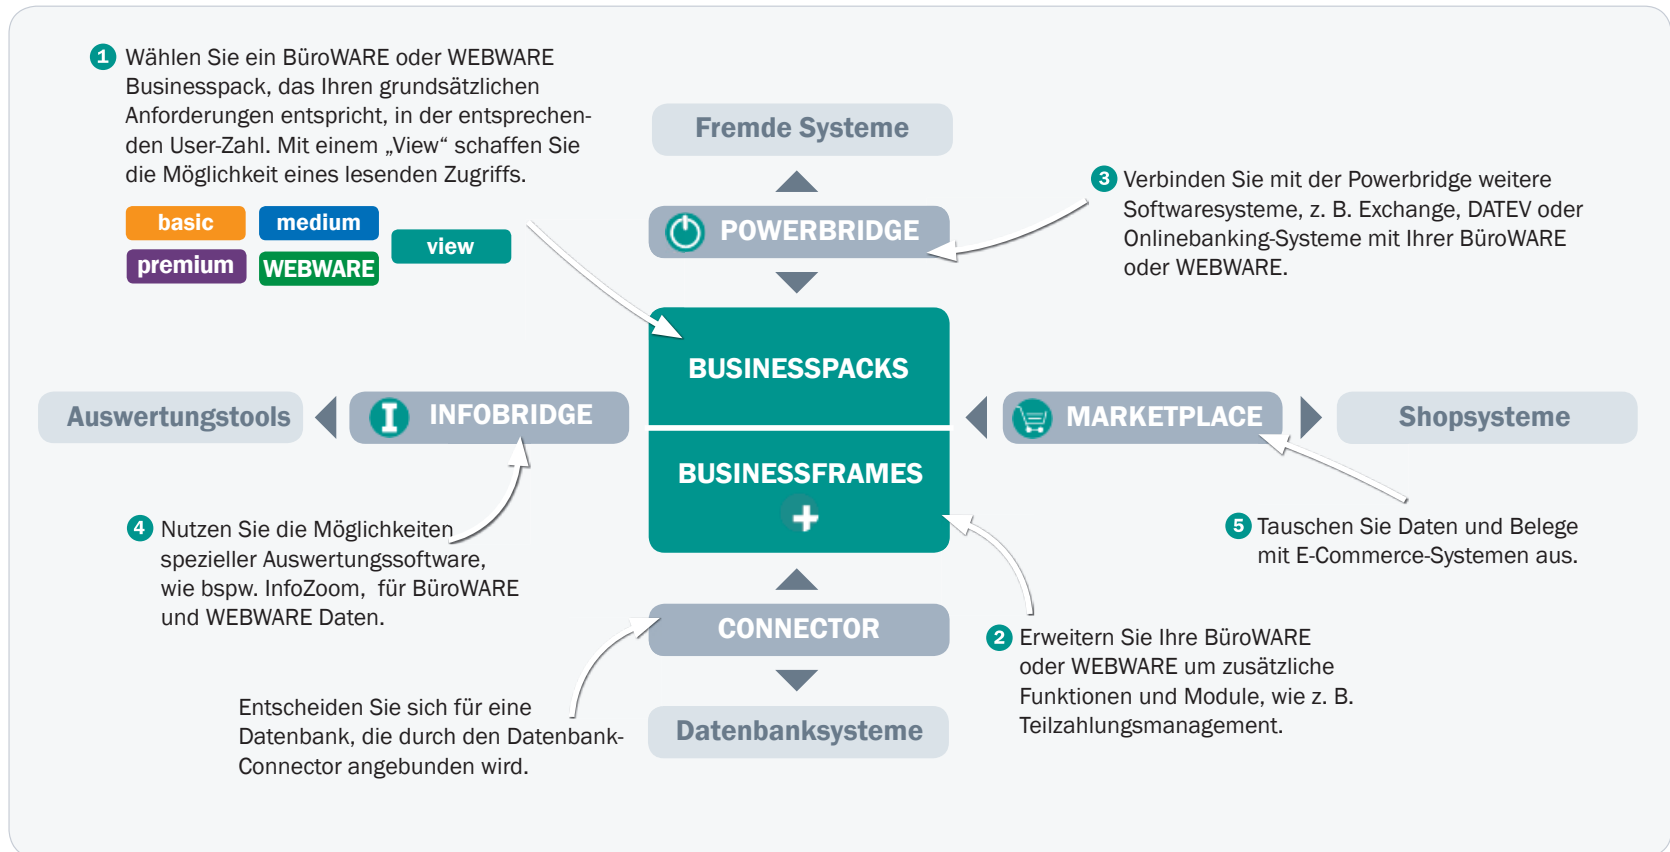 1 Wählen Sie ein BüroWARE oder WEBWARE
Businesspack, das Ihren grundsätzlichen
Anforderungen entspricht, in der entsprechen-
den User-Zahl. Mit einem „View“ schaffen Sie
die Möglichkeit eines lesenden Zugriffs.
basic
medium
view
premium
WEBWARE
Fremde Systeme
POWERBRIDGE
3 Verbinden Sie mit der Powerbridge weitere
Softwaresysteme, z. B. Exchange, DATEV oder
Onlinebanking-Systeme mit Ihrer BüroWARE
oder WEBWARE.
BUSINESSPACKS
Auswertungstools
INFOBRIDGE
MARKETPLACE
Shopsysteme
BUSINESSFRAMES
4 Nutzen Sie die Möglichkeiten
spezieller Auswertungssoftware,
wie bspw. InfoZoom, für BüroWARE
und WEBWARE Daten.
5 Tauschen Sie Daten und Belege
mit E-Commerce-Systemen aus.
CONNECTOR
2 Erweitern Sie Ihre BüroWARE
oder WEBWARE um zusätzliche
Funktionen und Module, wie z. B.
Teilzahlungsmanagement.
Entscheiden Sie sich für eine
Datenbank, die durch den Datenbank-
Connector angebunden wird.
Datenbanksysteme